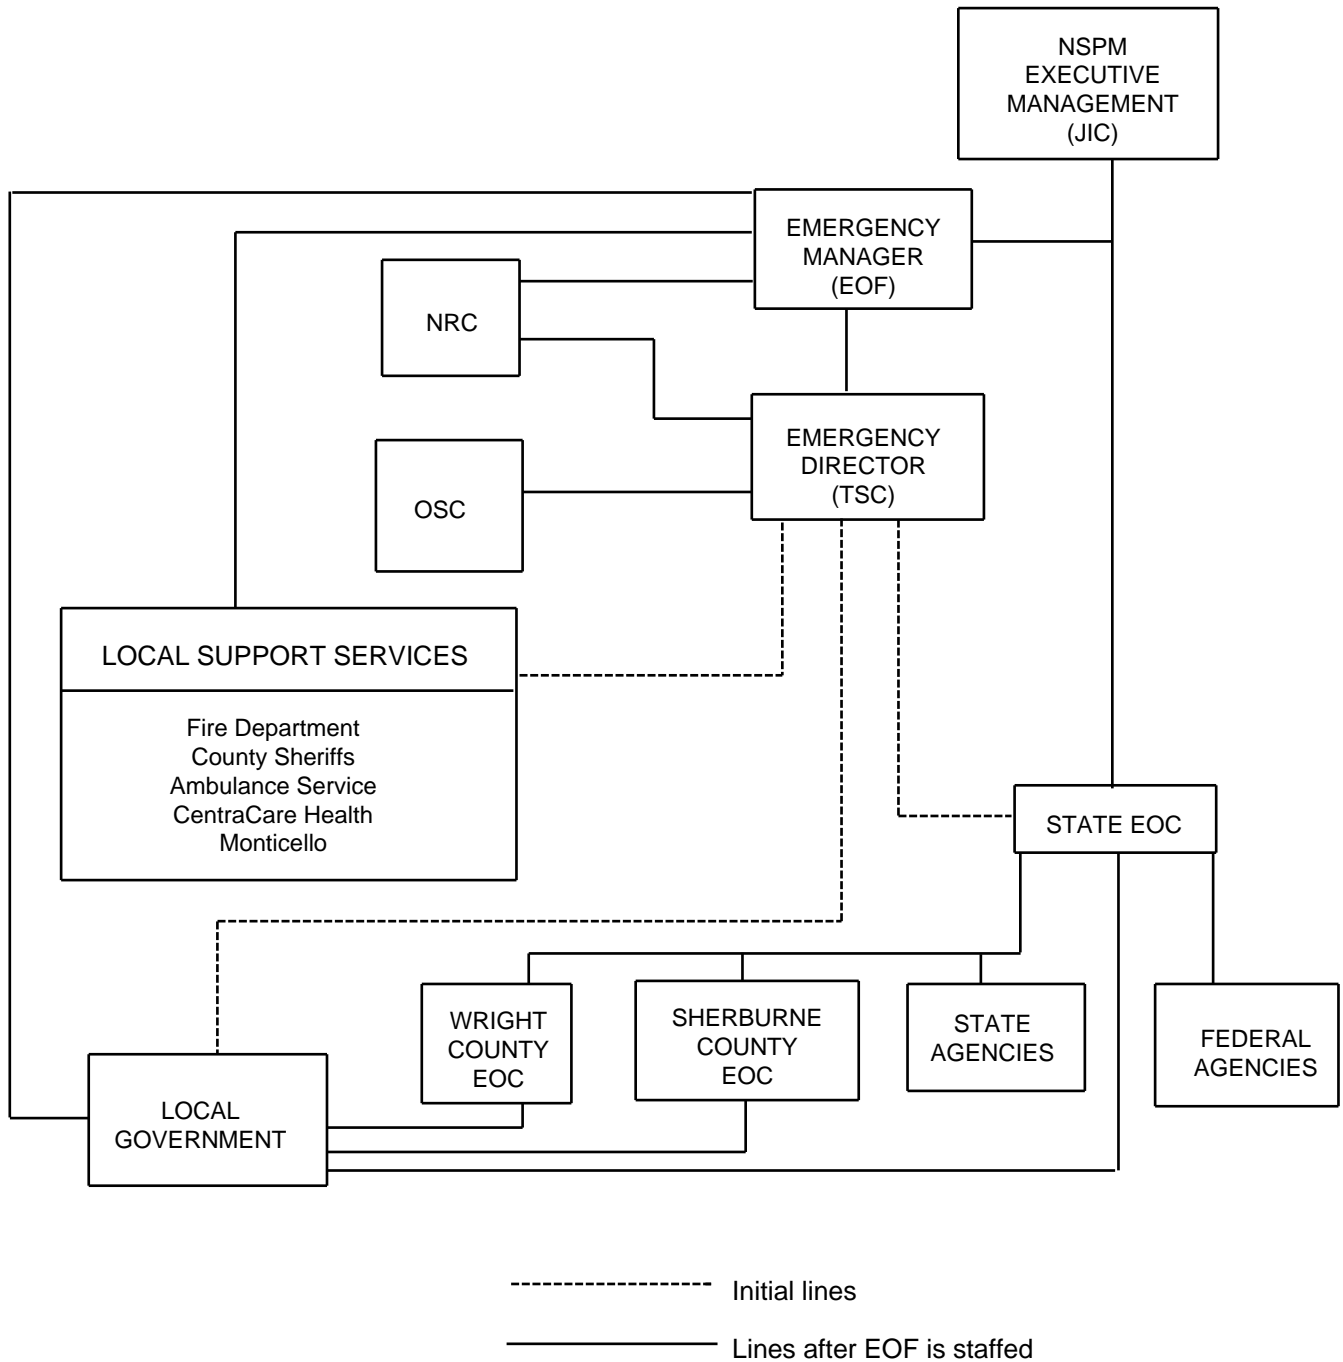 NSPM
EXECUTIVE
MANAGEMENT
(JIC)
EMERGENCY
MANAGER
(EOF)
NRC
EMERGENCY
DIRECTOR
(TSC)
OSC
LOCAL SUPPORT SERVICES
Fire Department
County Sheriffs
Ambulance Service
CentraCare Health
Monticello
STATE EOC
WRIGHT
COUNTY
EOC
SHERBURNE
COUNTY
EOC
STATE
AGENCIES
FEDERAL
AGENCIES
LOCAL
GOVERNMENT
Initial lines
Lines after EOF is staffed